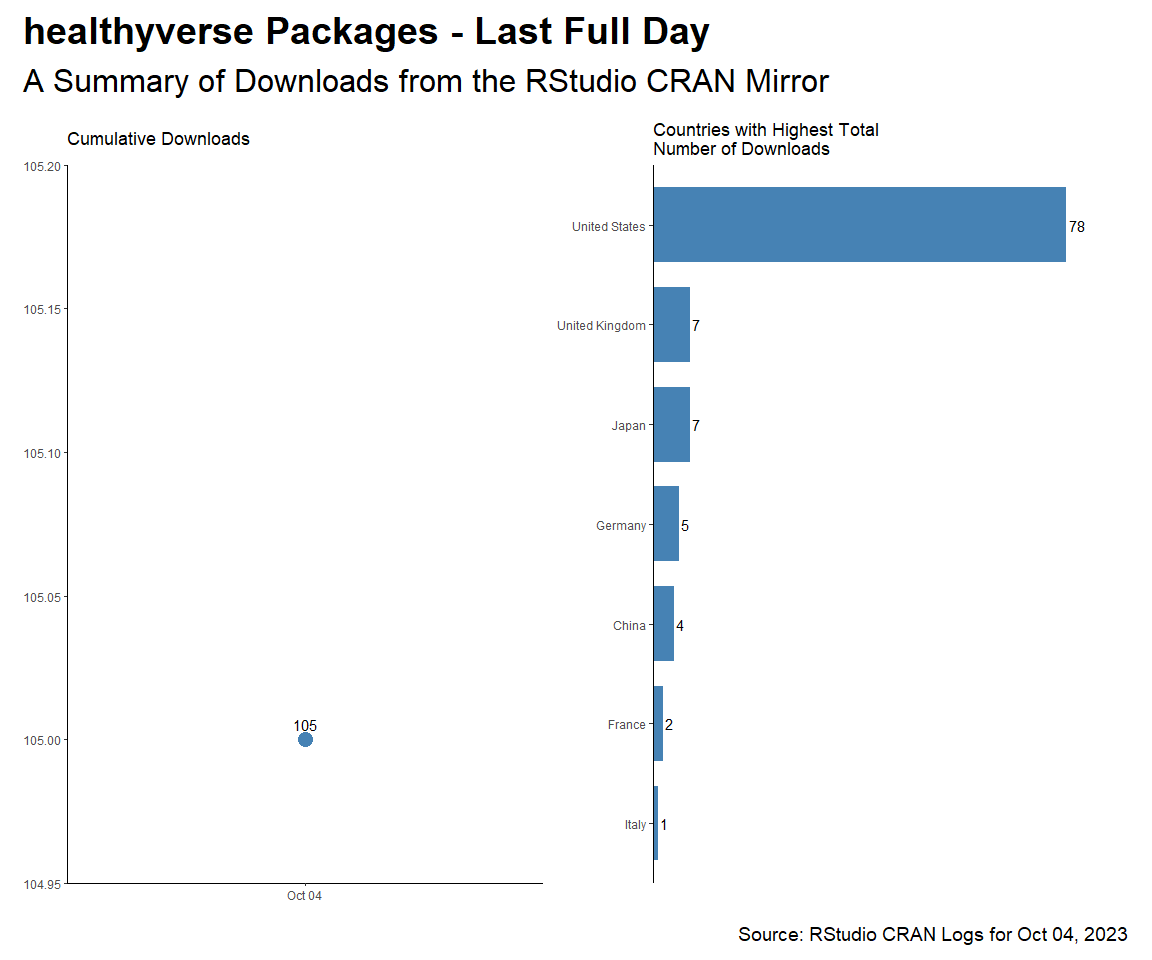 healthyverse Packages - Last Full Day
A Summary of Downloads from the RStudio CRAN Mirror
Cumulative Downloads
105.20
105.15
105.10
105.05
105.00
104.95
105
Oct 04
Countries with Highest Total
Number of Downloads
United States 78
United Kingdom 7
Japan 7
Germany 5
China 4
France 2
Italy 1
Source: RStudio CRAN Logs for Oct 04, 2023